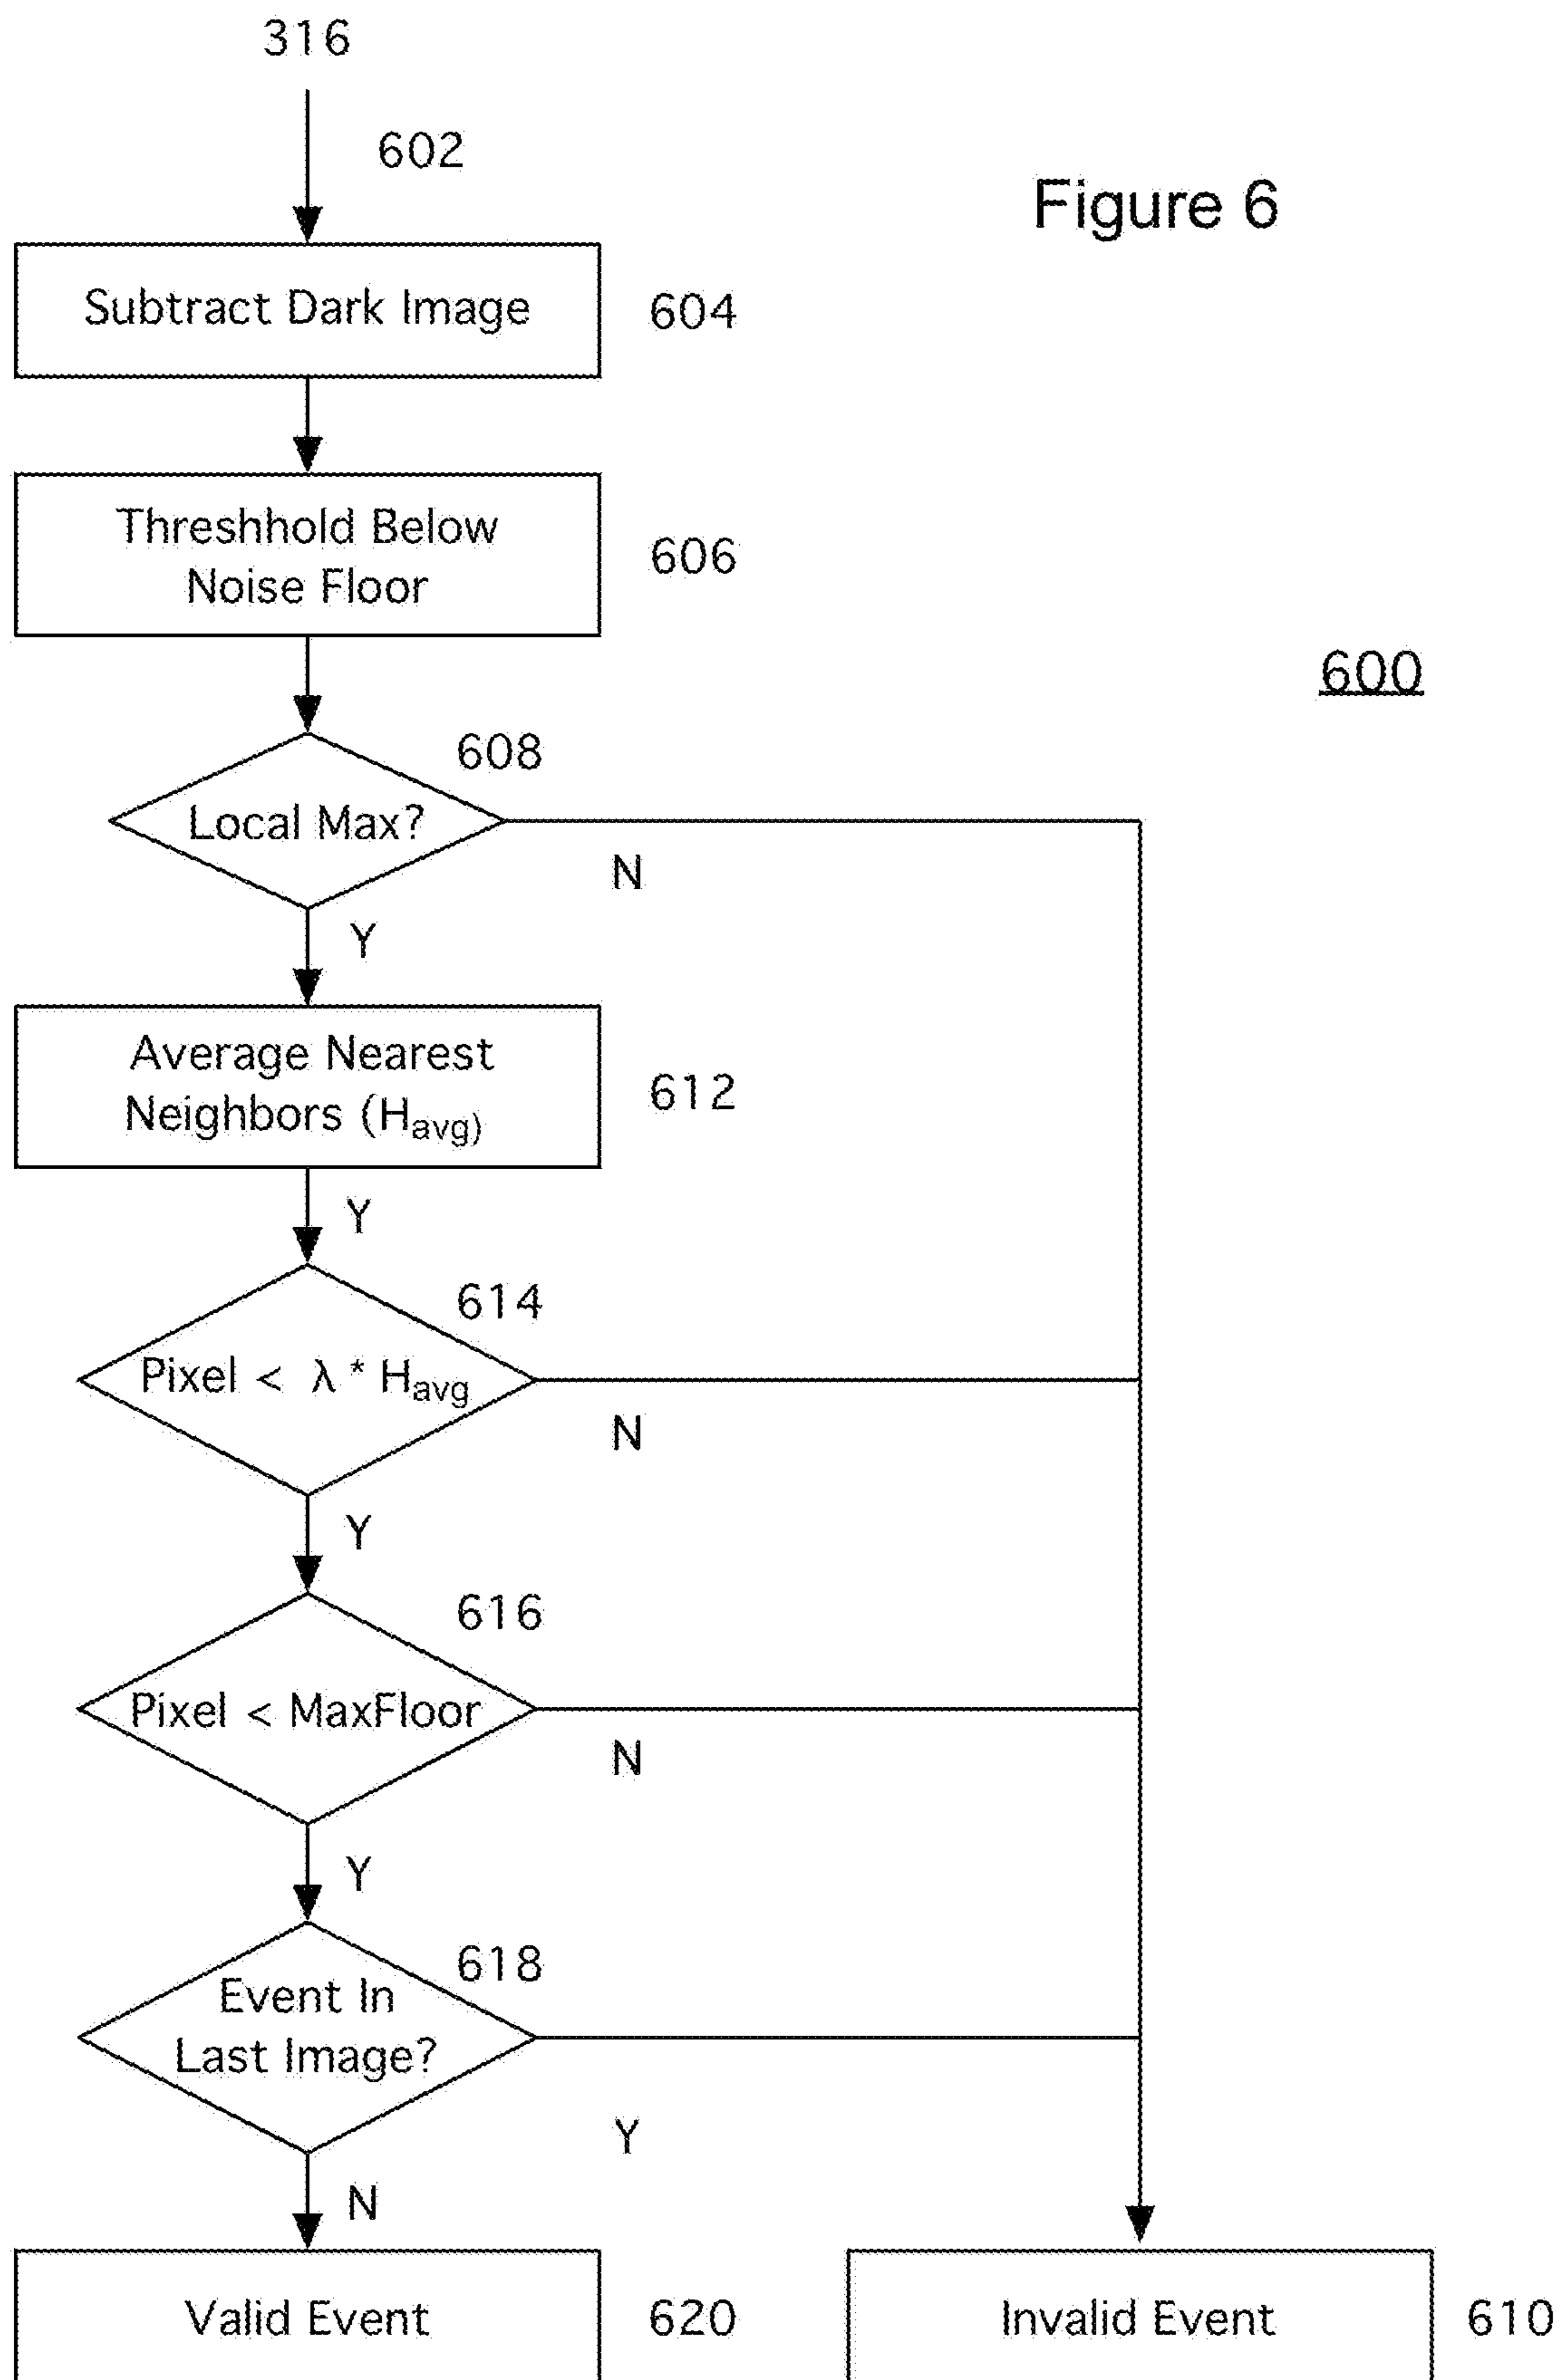 316
602
Figure 6
Subtract Dark Image
604
Threshhold Below
Noise Floor
606
600
608
Local Max?
N
Y
Average Nearest
Neighbors (Havg)
612
Y
614
Pixel < λ * Havg
N
Y
616
Pixel < MaxFloor
N
Y
618
Event In
Last Image?
Y
N
Valid Event
620
Invalid Event
610